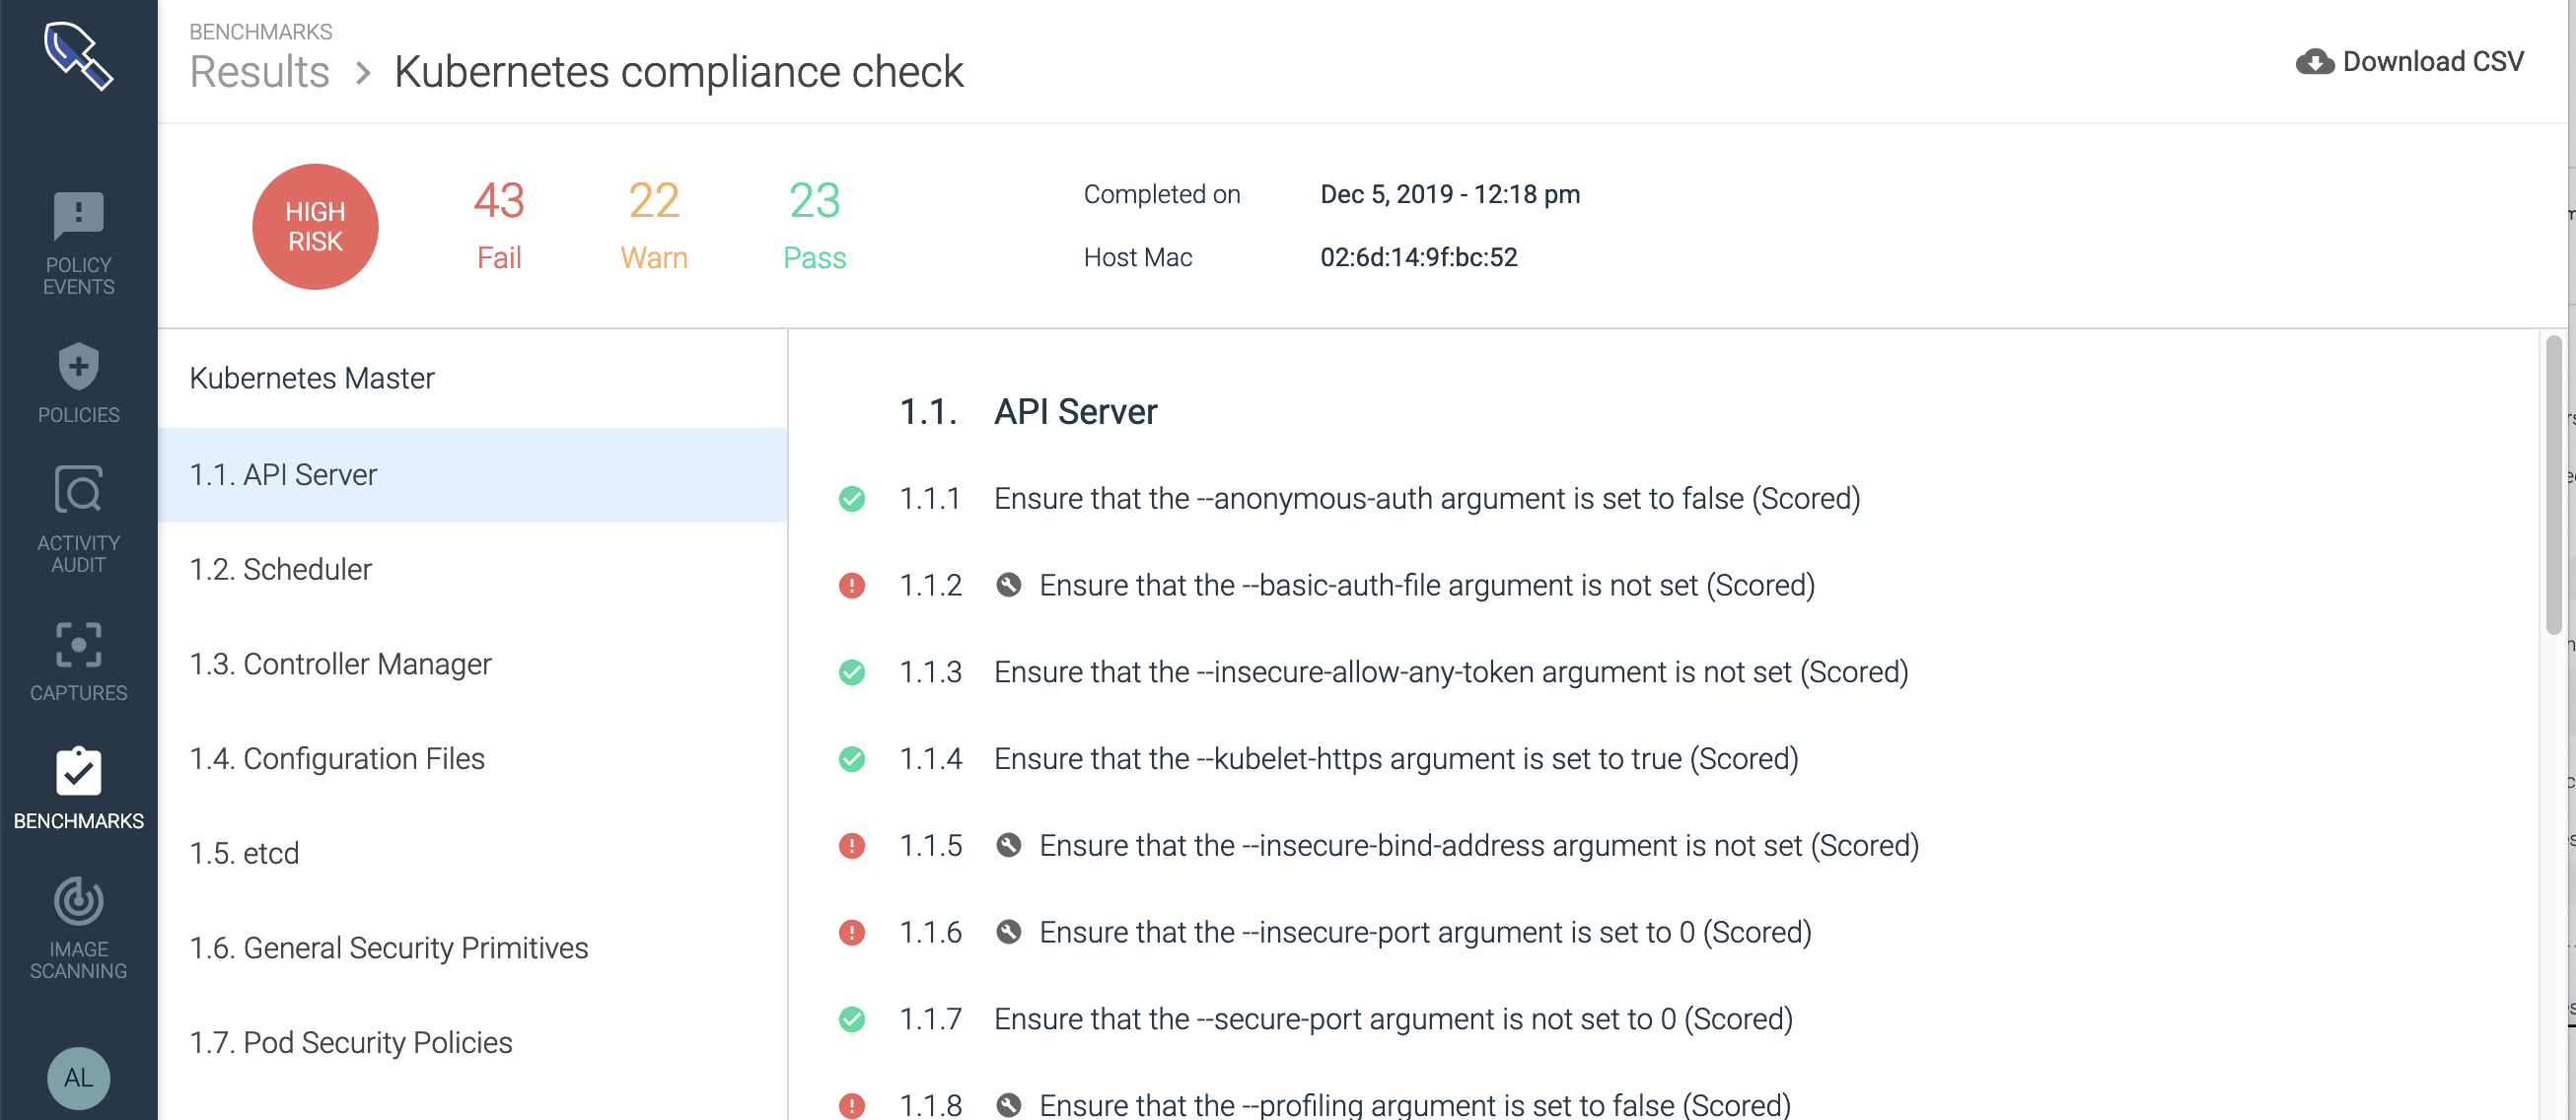 BENCHMARKS
Results > Kubernetes compliance check
Download CSV
POLICY
EVENTS
POLICIES
ACTIVITY
AUDIT
CAPTURES
BENCHMARKS
IMAGE
SCANNING
AL
HIGH
RISK
43
Fail
22
Warn
23
Pass
Completed on Dec 5, 2019 - 12:18 pm
Host Mac 02:6d:14:9f:bc:52
Kubernetes Master
1.1. API Server
1.2. Scheduler
1.3. Controller Manager
1.4. Configuration Files
1.5. etcd
1.6. General Security Primitives
1.7. Pod Security Policies
1.1. API Server
1.1.1 Ensure that the --anonymous-auth argument is set to false (Scored)
1.1.2 Ensure that the --basic-auth-file argument is not set (Scored)
1.1.3 Ensure that the --insecure-allow-any-token argument is not set (Scored)
1.1.4 Ensure that the --kubelet-https argument is set to true (Scored)
1.1.5 Ensure that the --insecure-bind-address argument is not set (Scored)
1.1.6 Ensure that the --insecure-port argument is set to 0 (Scored)
1.1.7 Ensure that the --secure-port argument is not set to 0 (Scored)
1.1.8 Ensure that the --profiling argument is set to false (Scored)